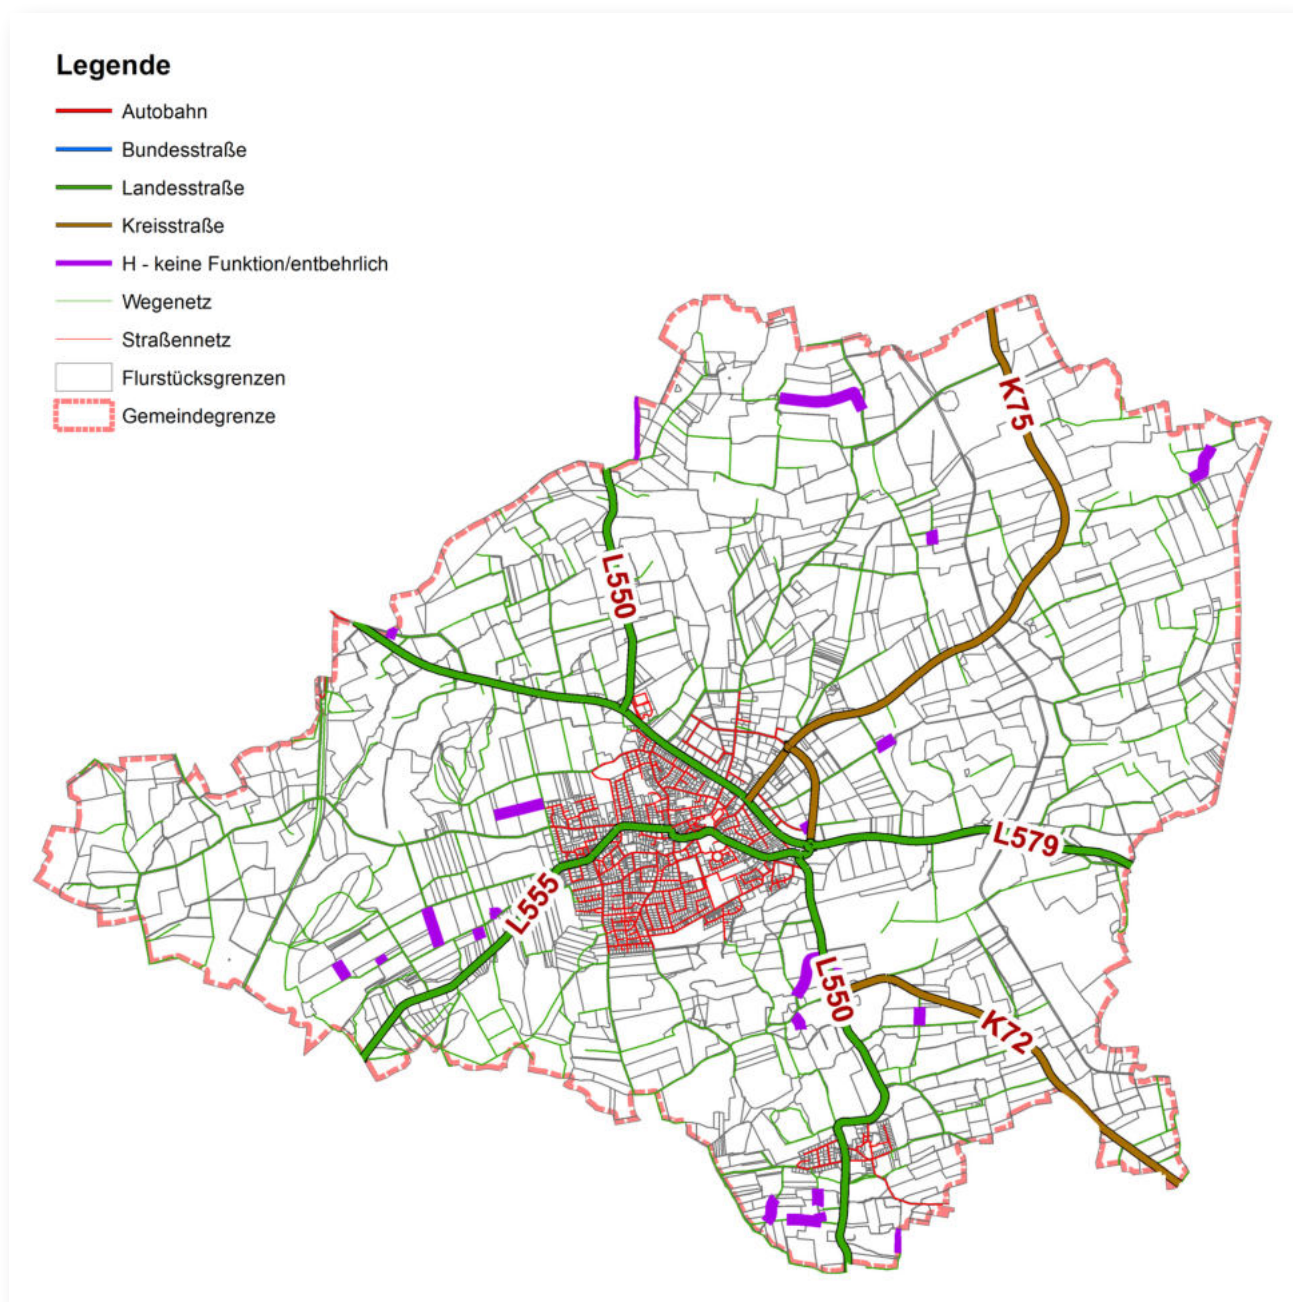 Legende
Autobahn
Bundesstraße
Landesstraße
Kreisstraße
H - keine Funktion/entbehrlich
Wegenetz
Straßennetz
Flurstücksgrenzen
Gemeindegrenze
K75
L550
L579
L555
L550
K72